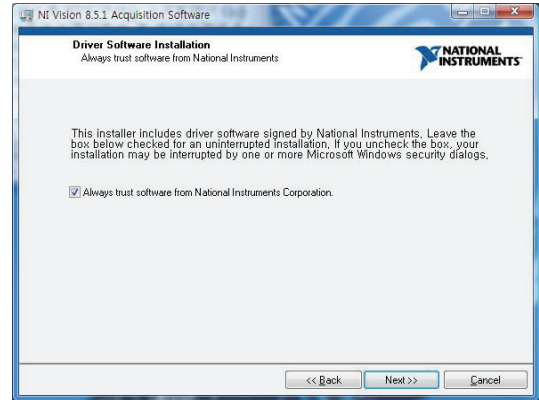 NI Vision 8.5.1 Acquisition Software
Driver Software Installation
Always trust software from National Instruments
NATIONAL
INSTRUMENTS™
This installer includes driver software signed by National Instruments. Leave the
box below checked for an uninterrupted installation. If you uncheck the box, your
installation may be interrupted by one or more Microsoft Windows security dialogs.
Always trust software from National Instruments Corporation.
<< Back Next >> Cancel